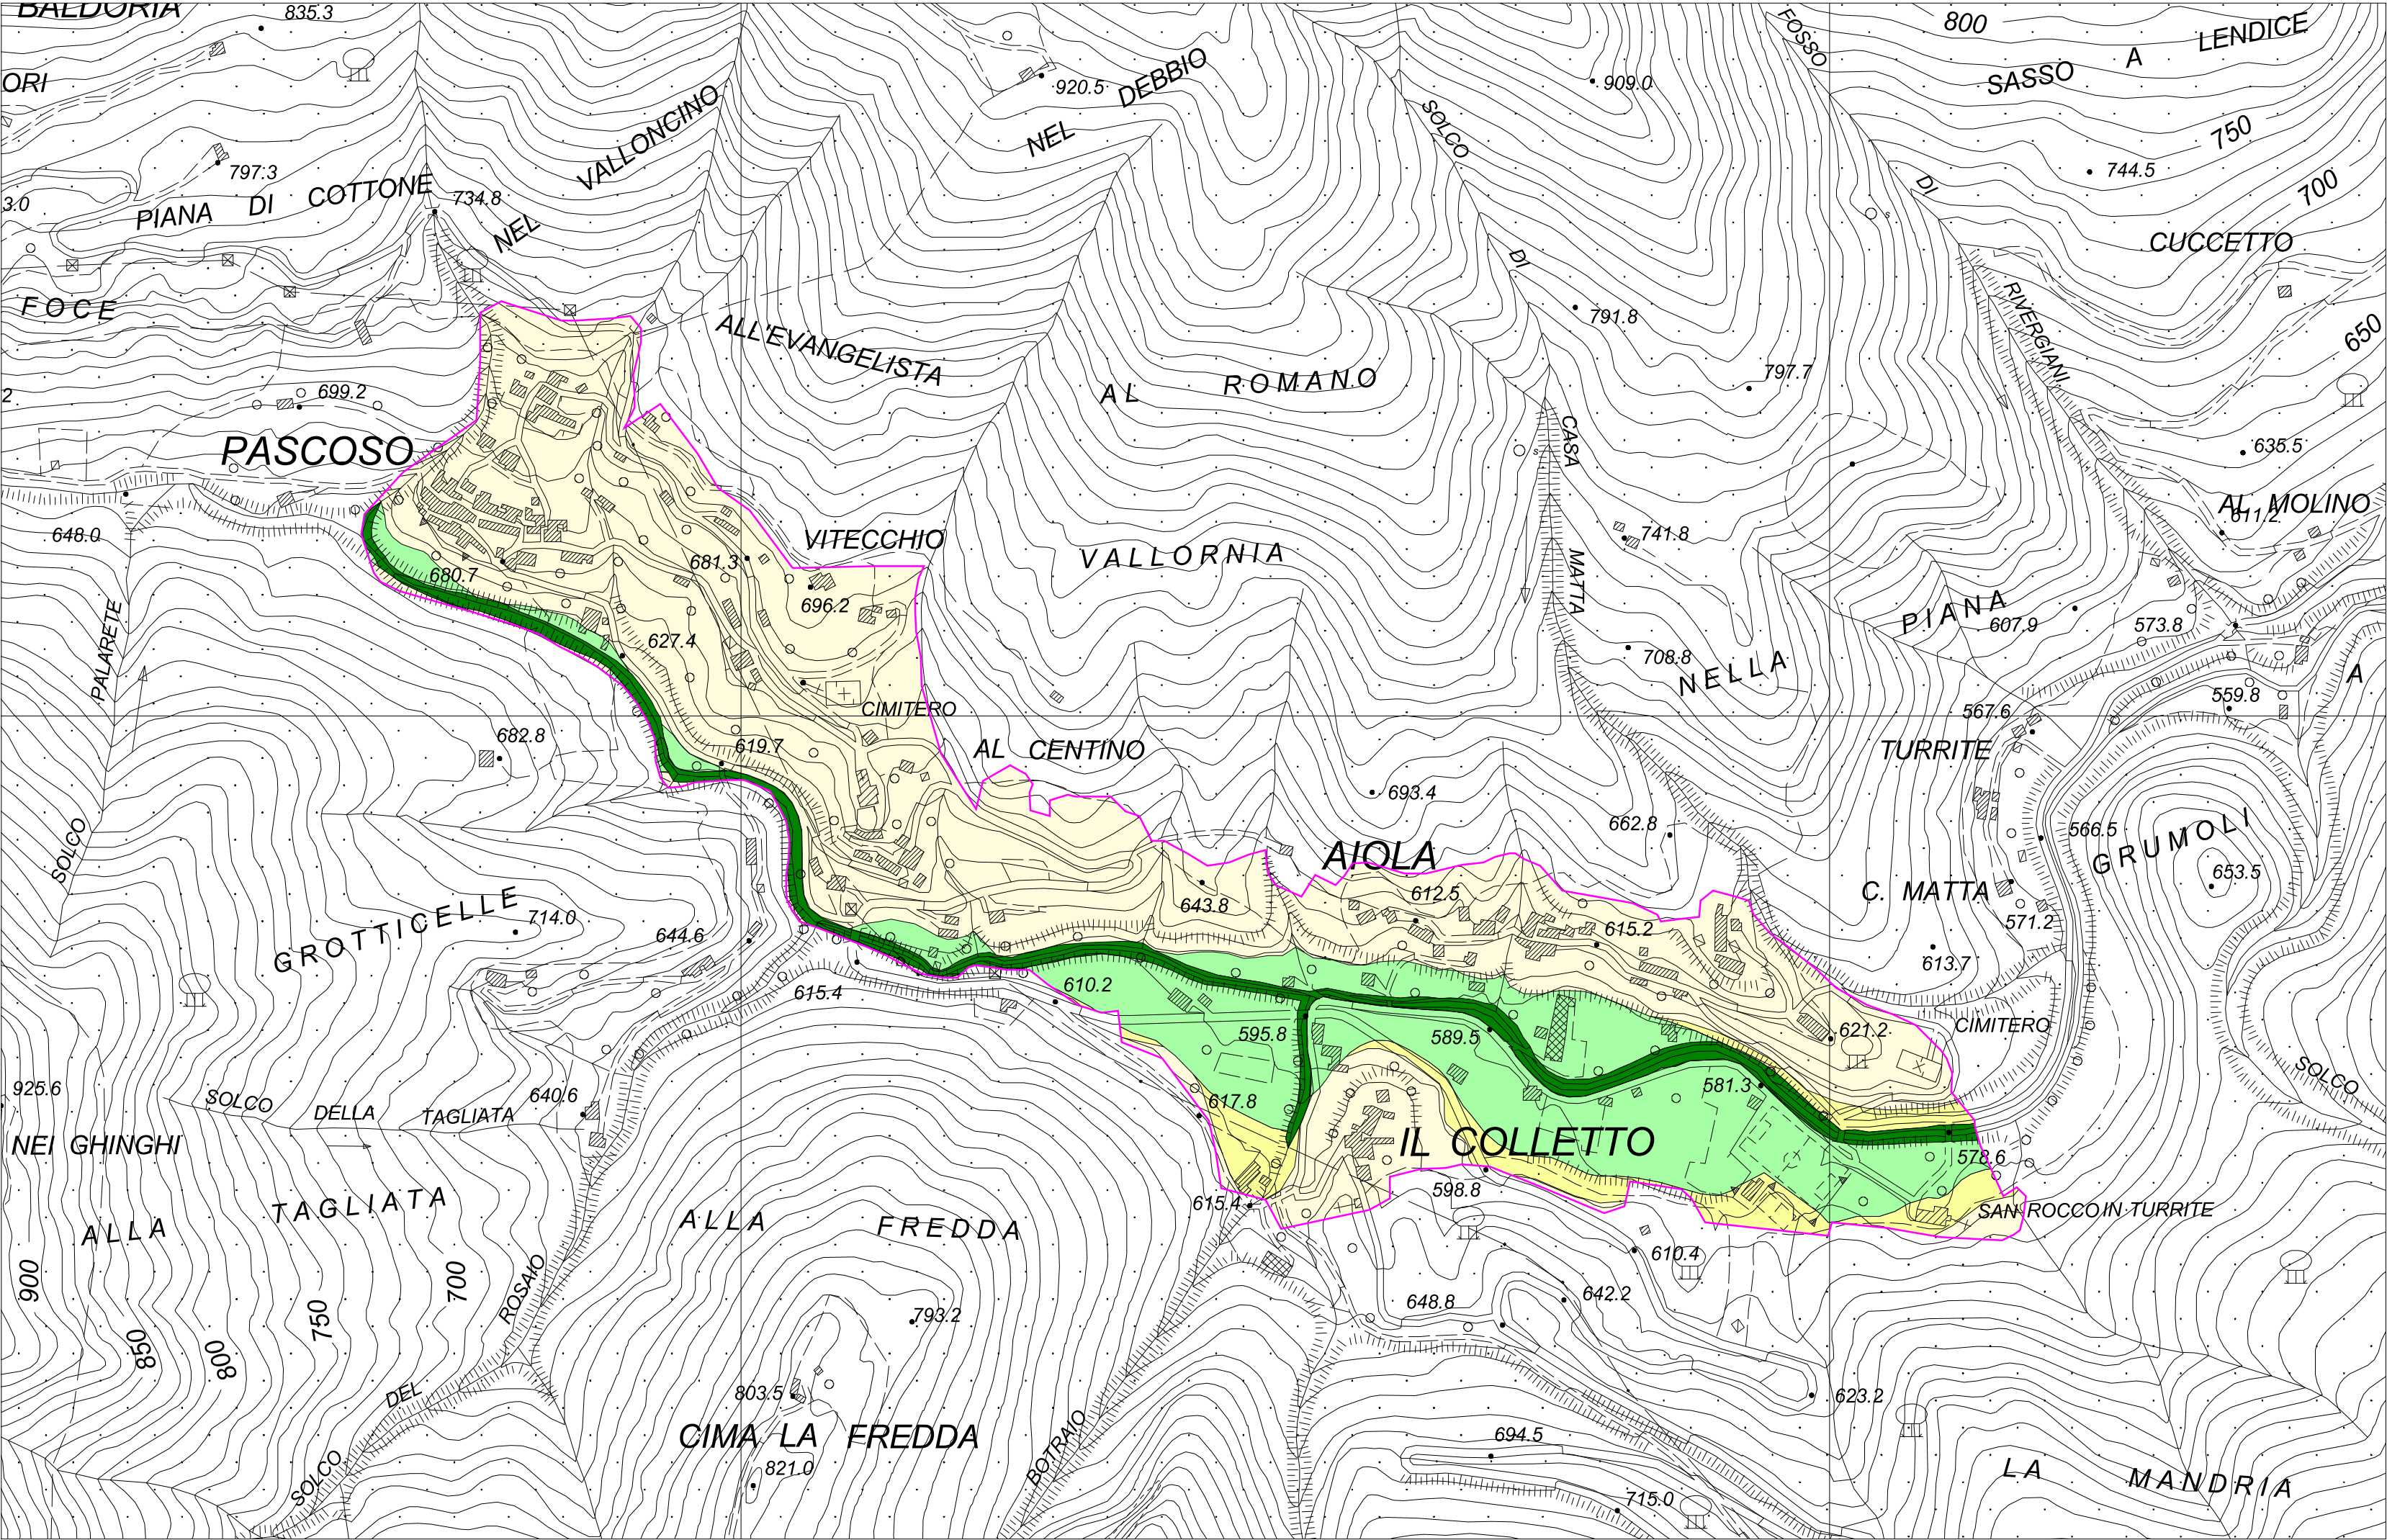 BALDORIA
835.3
920.5
NEL DEBBIO
909.0
FOSSO
800
SASSO A LENDICE
750
ORI
VALLONCINO
SOLCO
744.5
700
797.3
PIANA DI COTTONE
734.8
DI
3.0
NEL
CUCCETTO
DI
FOCE
ALL'EVANGELISTA
791.8
RIVERGIANI
650
2
699.2
AL ROMANO
797.7
PASCOSO
CASA
635.5
AL MOLINO
611.2
648.0
VITECCHIO
681.3
VALLORNIA
741.8
MATTA
680.7
696.2
PIANA
607.9
573.8
PALARETE
627.4
708.8
NELLA
A
559.8
CIMITERO
567.6
682.8
619.7
AL CENTINO
TURRITE
693.4
SOLCO
662.8
566.5
GRUMOLI
AIOLA
653.5
GROTTICELLE
714.0
643.8
612.5
C. MATTA
644.6
615.2
571.2
613.7
615.4
610.2
595.8
589.5
621.2
CIMITERO
925.6
SOLCO DELLA TAGLIATA
640.6
617.8
581.3
SOLCO
NEI GHINGHI
IL COLLETTO
578.6
598.8
615.4
SAN ROCCO IN TURRITE
TAGLIATA
ALLA
ALLA FREDDA
610.4
900
850
800
750
700
ROSAIO
648.8
642.2
793.2
803.5
DEL
623.2
CIMA LA FREDDA
BOTRAIO
694.5
821.0
SOLCO
LA MANDRIA
715.0